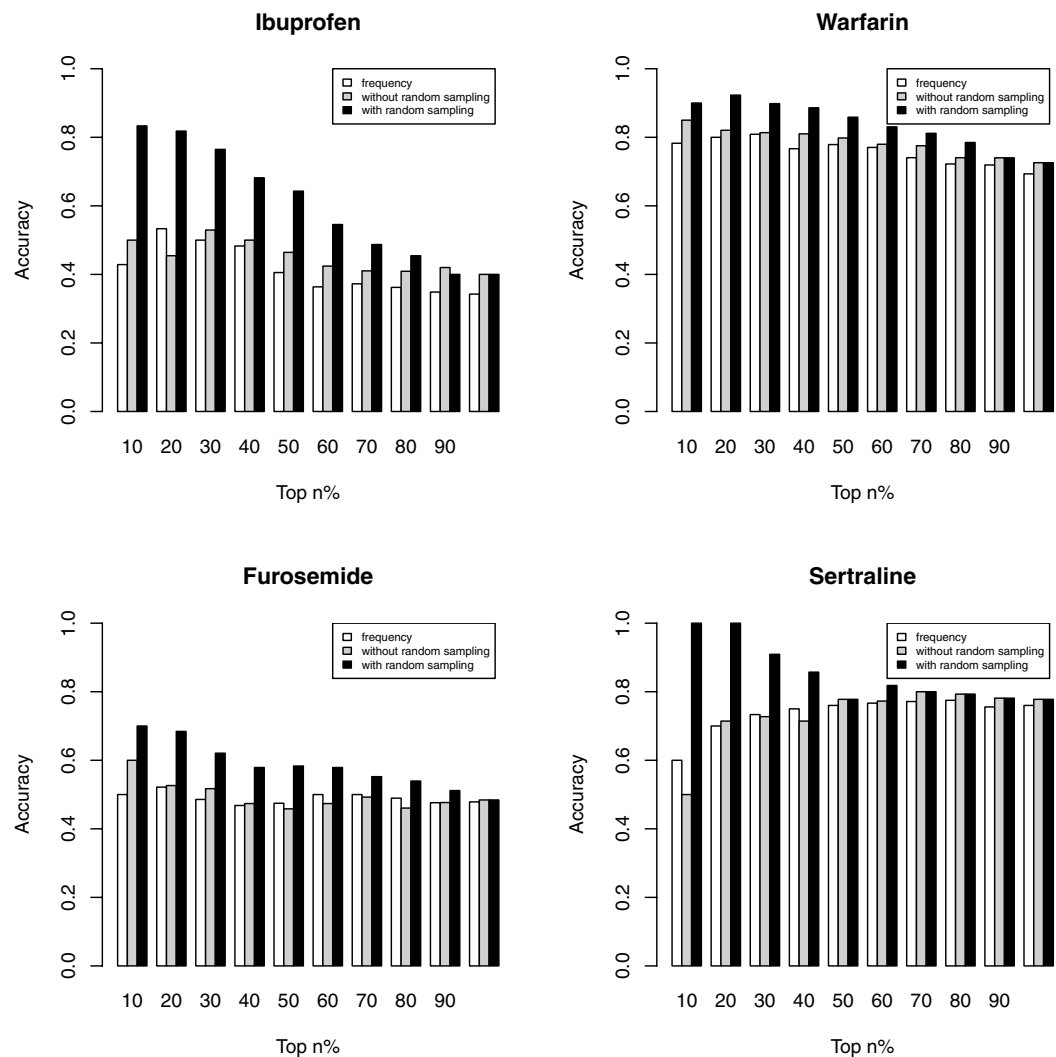 Ibuprofen
frequency
without random sampling
with random sampling
Accuracy
0.0 0.2 0.4 0.6 0.8 1.0
10 20 30 40 50 60 70 80 90
Top n%
Warfarin
frequency
without random sampling
with random sampling
Accuracy
0.0 0.2 0.4 0.6 0.8 1.0
10 20 30 40 50 60 70 80 90
Top n%
Furosemide
frequency
without random sampling
with random sampling
Accuracy
0.0 0.2 0.4 0.6 0.8 1.0
10 20 30 40 50 60 70 80 90
Top n%
Sertraline
frequency
without random sampling
with random sampling
Accuracy
0.0 0.2 0.4 0.6 0.8 1.0
10 20 30 40 50 60 70 80 90
Top n%